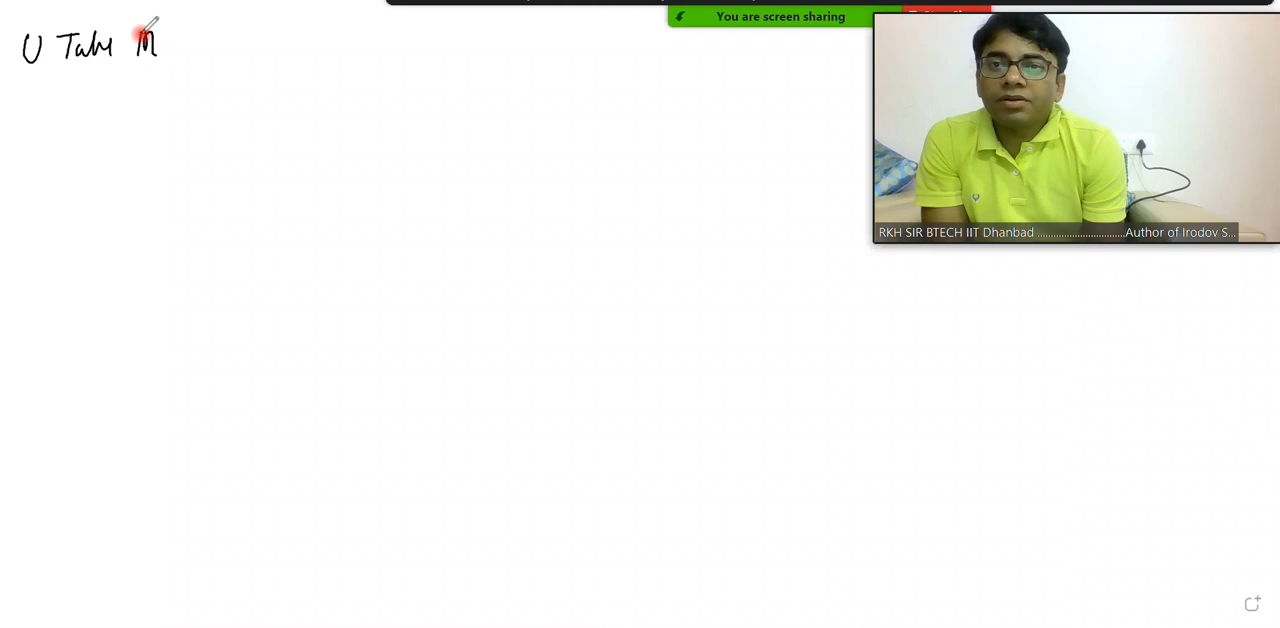 You are screen sharing
U Tube M
RKH SIR BTECH IIT Dhanbad ................................Author of Irodov S...